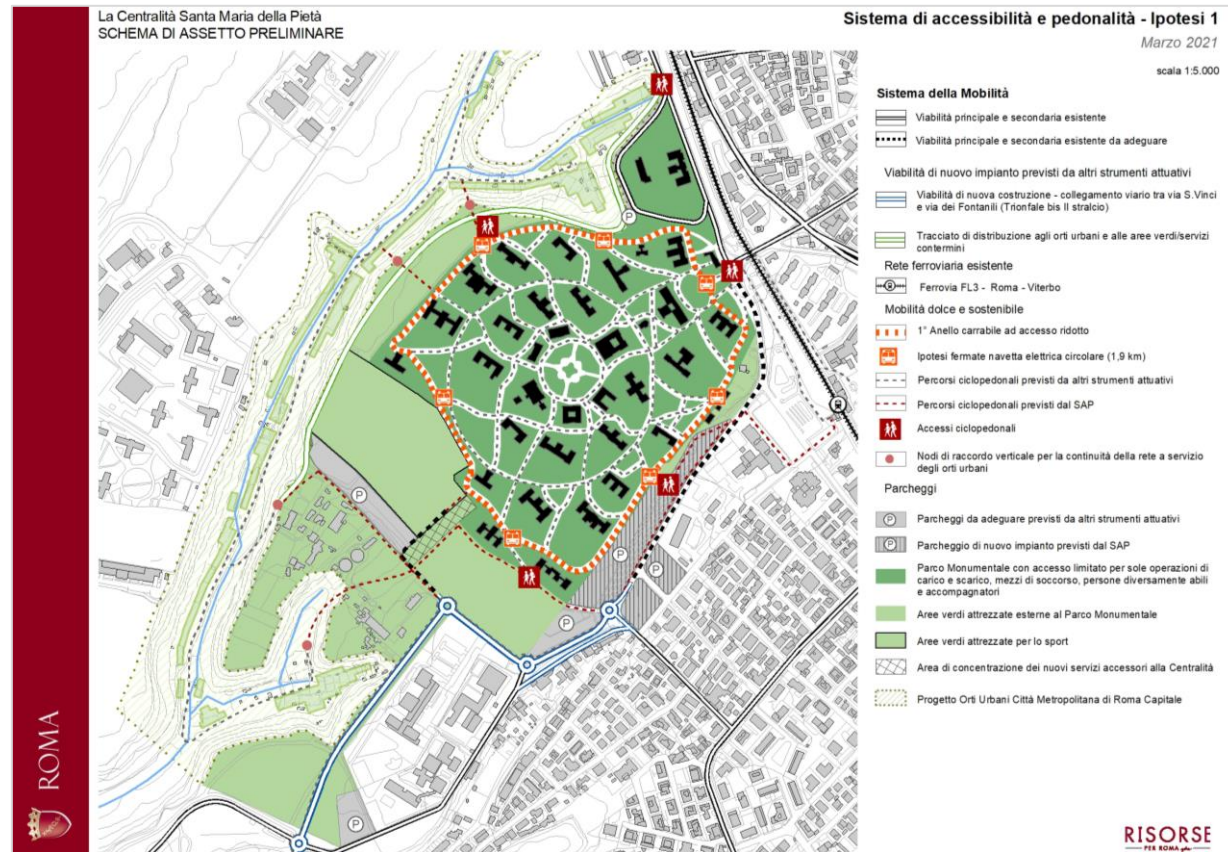 La Centralità Santa Maria della Pietà
SCHEMA DI ASSETTO PRELIMINARE
Sistema di accessibilità e pedonalità - Ipotesi 1
Marzo 2021
scala 1:5.000
Sistema della Mobilità
Viabilità principale e secondaria esistente
Viabilità principale e secondaria esistente da adeguare
Viabilità di nuovo impianto previsti da altri strumenti attuativi
Viabilità di nuova costruzione - collegamento viario tra via S.Vinci
e via dei Fontanili (Trionfale bis II stralcio)
Tracciato di distribuzione agli orti urbani e alle aree verdi/servizi
contermini
Rete ferroviaria esistente
Ferrovia FL3 - Roma - Viterbo
Mobilità dolce e sostenibile
1° Anello carrabile ad accesso ridotto
Ipotesi fermate navetta elettrica circolare (1,9 km)
Percorsi ciclopedonali previsti da altri strumenti attuativi
Percorsi ciclopedonali previsti dal SAP
Accessi ciclopedonali
Nodi di raccordo verticale per la continuità della rete a servizio
degli orti urbani
Parcheggi
P
Parcheggi da adeguare previsti da altri strumenti attuativi
P
Parcheggio di nuovo impianto previsti dal SAP
Parco Monumentale con accesso limitato per sole operazioni di
carico e scarico, mezzi di soccorso, persone diversamente abili
e accompagnatori
Aree verdi attrezzate esterne al Parco Monumentale
Aree verdi attrezzate per lo sport
Area di concentrazione dei nuovi servizi accessori alla Centralità
Progetto Orti Urbani Città Metropolitana di Roma Capitale
P
P
P
P
P
P
ROMA
RISORSE
PER ROMA